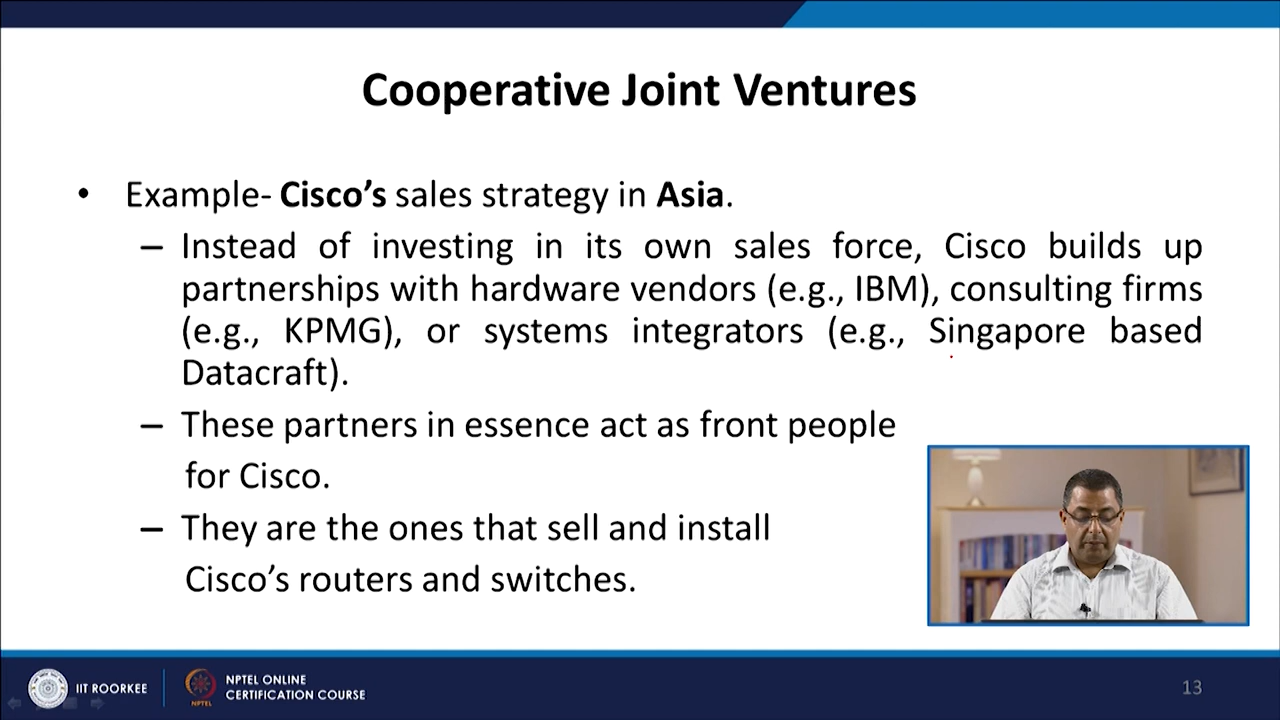 Cooperative Joint Ventures
• Example- Cisco’s sales strategy in Asia.
– Instead of investing in its own sales force, Cisco builds up
partnerships with hardware vendors (e.g., IBM), consulting firms
(e.g., KPMG), or systems integrators (e.g., Singapore based
Datacraft).
– These partners in essence act as front people
for Cisco.
– They are the ones that sell and install
Cisco’s routers and switches.
IIT ROORKEE
NPTEL
NPTEL ONLINE
CERTIFICATION COURSE
13